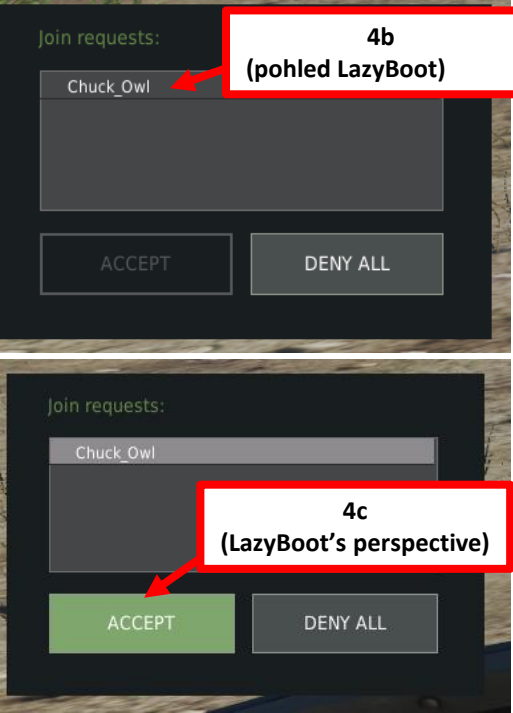 Join requests:
4b
(pohled LazyBoot)
Chuck_Owl
ACCEPT
DENY ALL
Join requests:
Chuck_Owl
4c
(LazyBoot’s perspective)
ACCEPT
DENY ALL